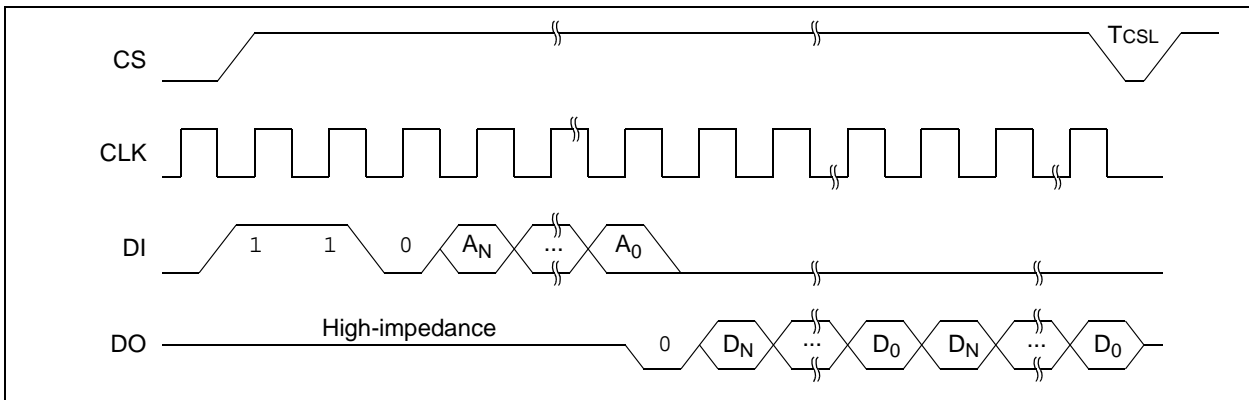 CS TCSL
CLK
DI 1 1 0 AN ... A0
High-impedance
DO 0 DN ... D0 DN ... D0